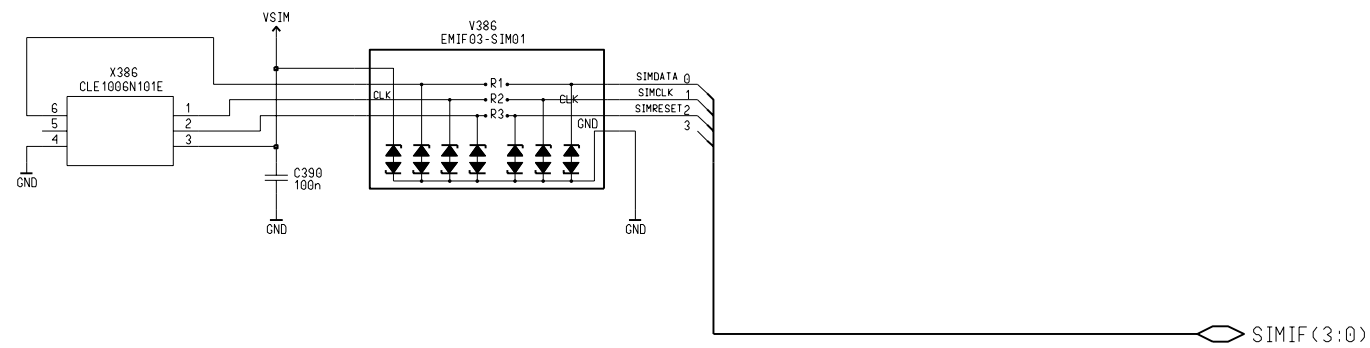 VSIM
V386
EMIF03-SIM01
X386
CLE1006N101E
R1
SIMDATA 0
CLK
R2
CLK
SIMCLK 1
R3
SIMRESET 2
GND
3
6
5
4
1
2
3
GND
C390
100n
GND
GND
SIMIF(3:0)